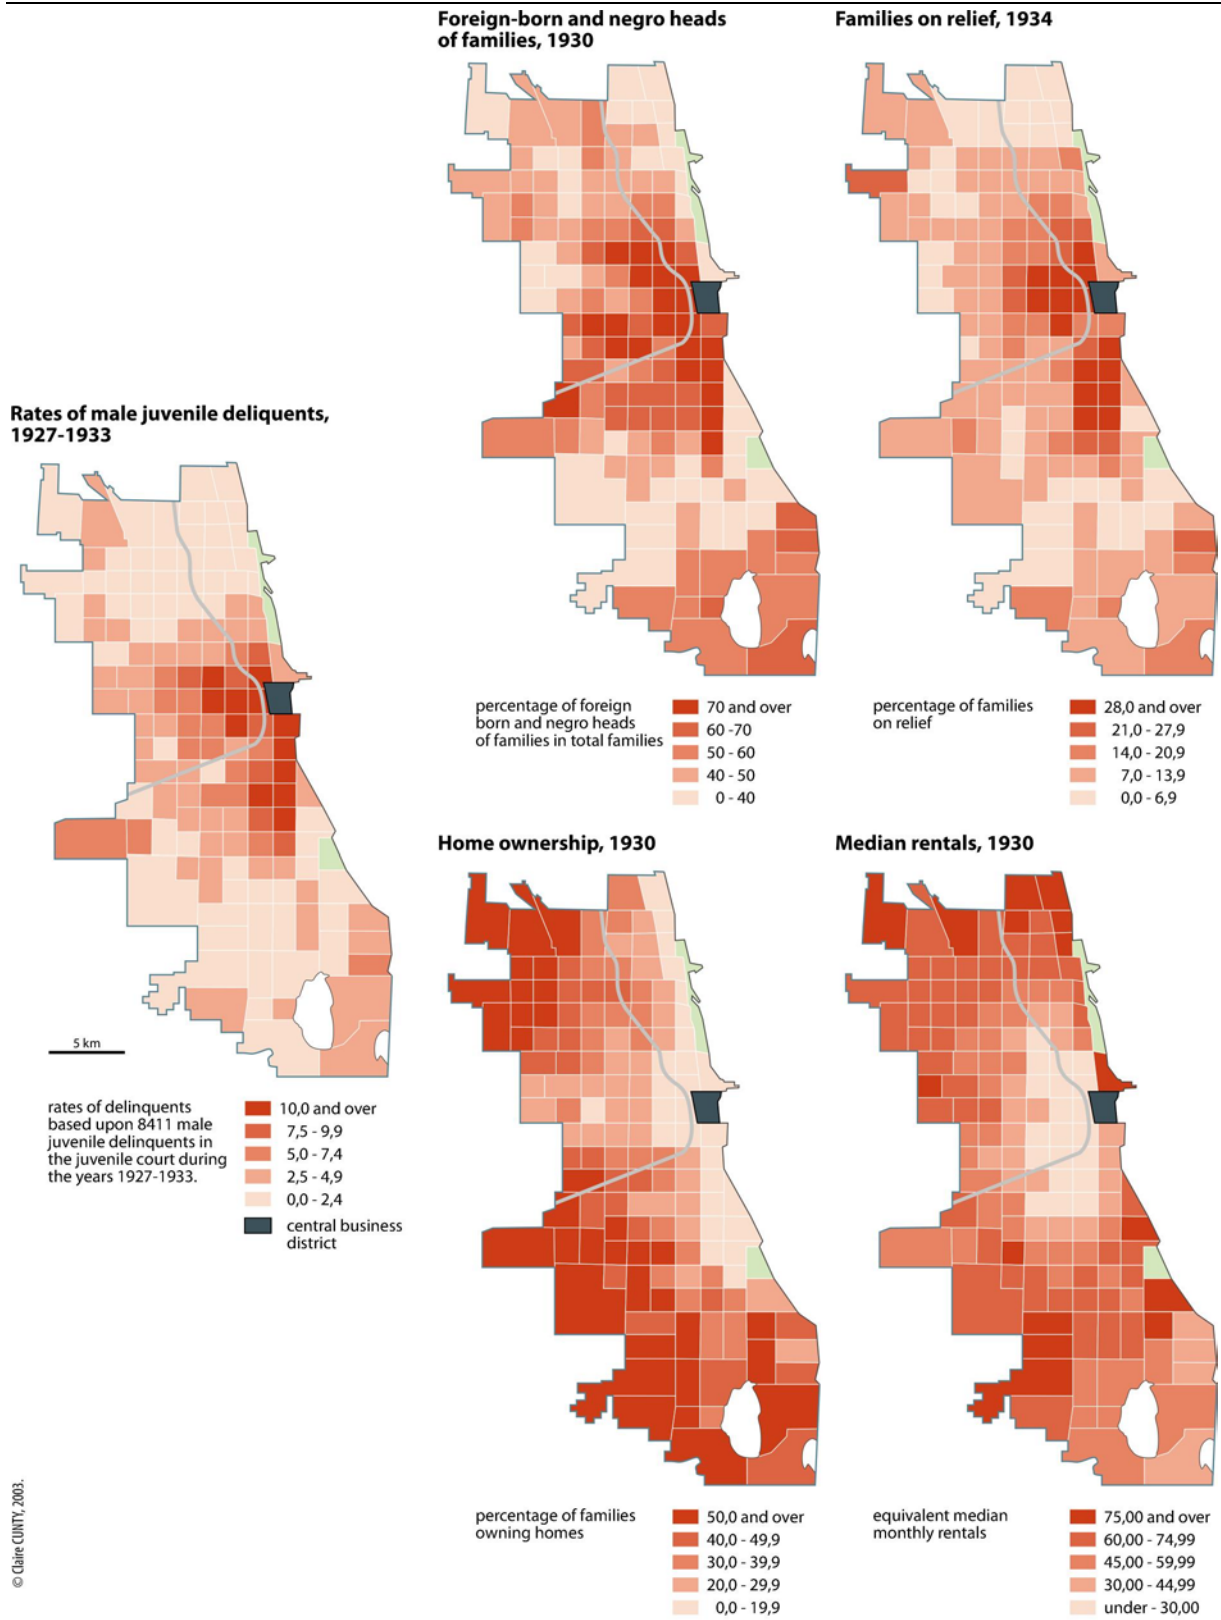 Foreign-born and negro heads
of families, 1930
Families on relief, 1934
Rates of male juvenile deliquents,
1927-1933
5 km
rates of delinquents
based upon 8411 male
juvenile delinquents in
the juvenile court during
the years 1927-1933.
10,0 and over
7,5 - 9,9
5,0 - 7,4
2,5 - 4,9
0,0 - 2,4
central business
district
percentage of foreign
born and negro heads
of families in total families
70 and over
60 -70
50 - 60
40 - 50
0 - 40
percentage of families
on relief
28,0 and over
21,0 - 27,9
14,0 - 20,9
7,0 - 13,9
0,0 - 6,9
Home ownership, 1930
Median rentals, 1930
percentage of families
owning homes
50,0 and over
40,0 - 49,9
30,0 - 39,9
20,0 - 29,9
0,0 - 19,9
equivalent median
monthly rentals
75,00 and over
60,00 - 74,99
45,00 - 59,99
30,00 - 44,99
under - 30,00
© Claire CUNTY, 2003.